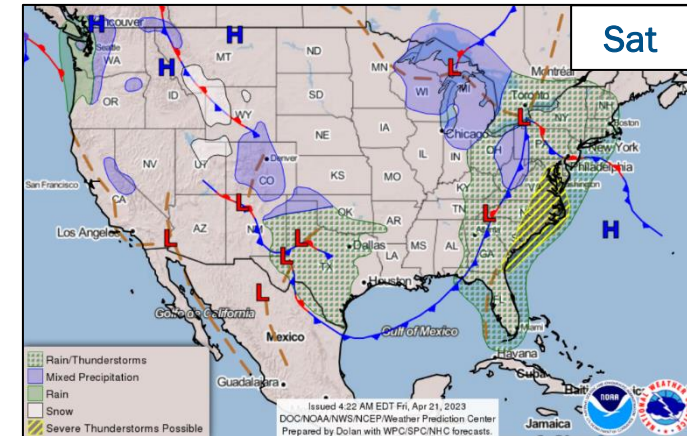 Sat
H
Vancouver
Seattle
WA
H
H
MT
ND
MN
L
Montréal
OR
ID
WY
SD
WI
MI
Toronto
L
NY
NH
Boston
NV
UT
NE
IA
Chicago
IL
IN
OH
PA
New York
Philadelphia
Washington
San Francisco
CA
Denver
CO
KS
MO
KY
Los Angeles
L
AZ
L
NM
OK
AR
TN
L
Atlanta
H
L
L
TX
Dallas
LA
MS
AL
GA
Houston
L
FL
Golfo de California
Mexico
Gulf of Mexico
Miami
Havana
Cuba
Guadalajara
Jamaica
Rain/Thunderstorms
Mixed Precipitation
Rain
Snow
Severe Thunderstorms Possible
Issued 4:22 AM EDT Fri, Apr 21, 2023
DOC/NOAA/NWS/NCEP/Weather Prediction Center
Prepared by Dolan with WPC/SPC/NHC forecasts.
NOAA